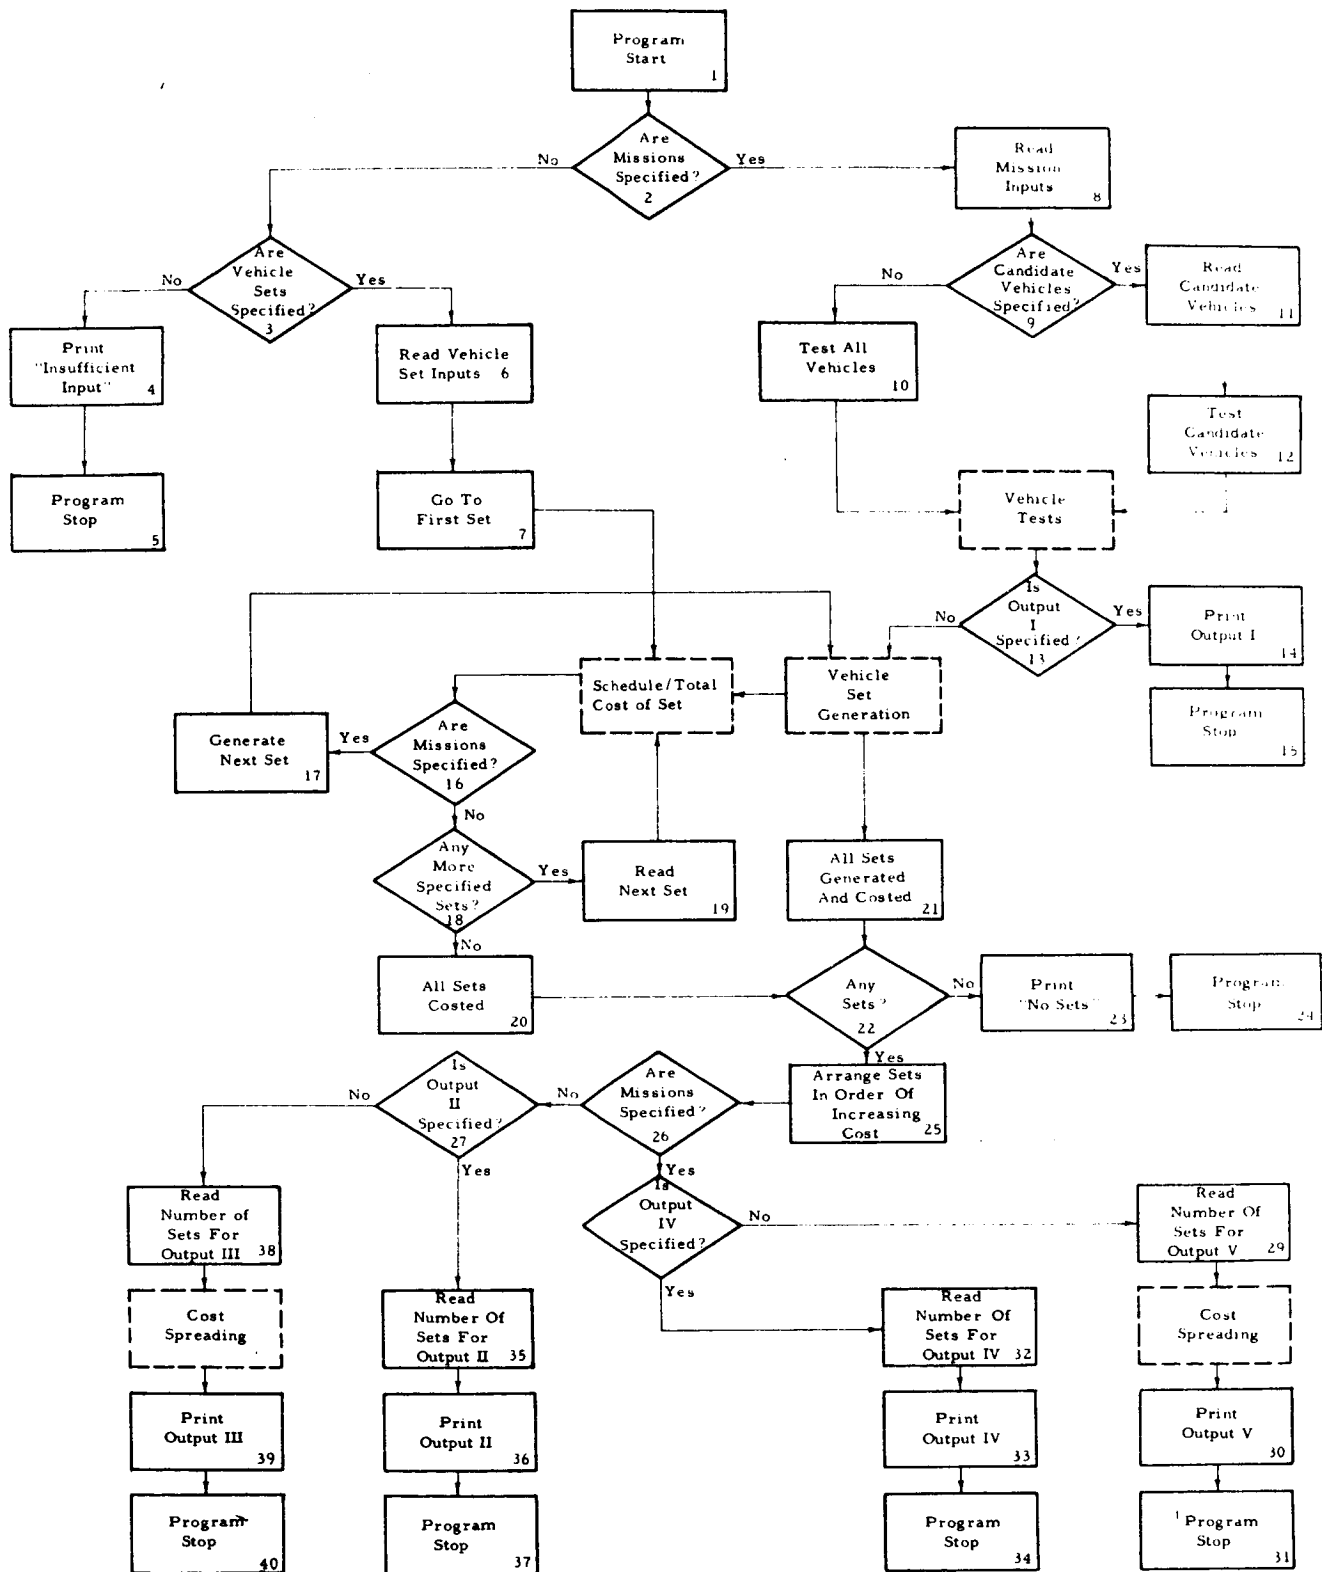 Program
Start
1
Are
Missions
Specified?
2
No
Yes
Read
Mission
Inputs
8
Are
Vehicle
Sets
Specified?
3
No
Yes
Are
Candidate
Vehicles
Specified?
9
No
Yes
Read
Candidate
Vehicles
11
Print
"Insufficient
Input"
4
Read Vehicle
Set Inputs 6
Test All
Vehicles
10
Test
Candidate
Vehicles
12
Program
Stop
5
Go To
First Set
7
Vehicle
Tests
Is
Output
I
Specified?
13
No
Yes
Print
Output I
14
Program
Stop
15
Schedule/Total
Cost of Set
Vehicle
Set
Generation
Generate
Next Set
17
Yes
Are
Missions
Specified?
16
No
Any
More
Specified
Sets?
18
Yes
Read
Next Set
19
All Sets
Generated
And Costed
21
No
All Sets
Costed
20
Any
Sets?
22
No
Print
"No Sets"
23
Program
Stop
24
Yes
Arrange Sets
In Order Of
Increasing
Cost
25
Are
Missions
Specified?
26
No
Is
Output
II
Specified?
27
No
Yes
Yes
Is
Output
IV
Specified?
No
Yes
Read
Number of
Sets For
Output III
38
Read
Number Of
Sets For
Output II
35
Read
Number Of
Sets For
Output IV
32
Read
Number Of
Sets For
Output V
29
Cost
Spreading
Cost
Spreading
Print
Output III
39
Print
Output II
36
Print
Output IV
33
Print
Output V
30
Program
Stop
40
Program
Stop
37
Program
Stop
34
Program
Stop
31